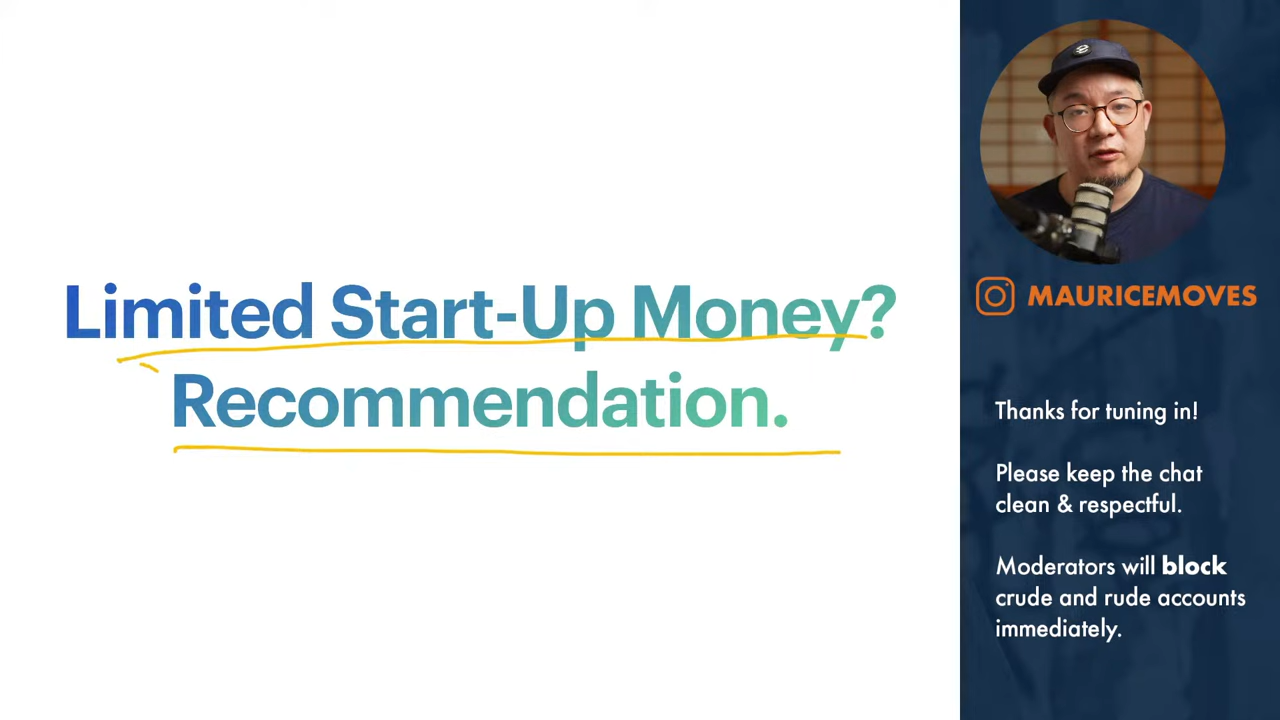 Limited Start-Up Money?
Recommendation.
MAURICEMOVES
Thanks for tuning in!
Please keep the chat
clean & respectful.
Moderators will block
crude and rude accounts
immediately.